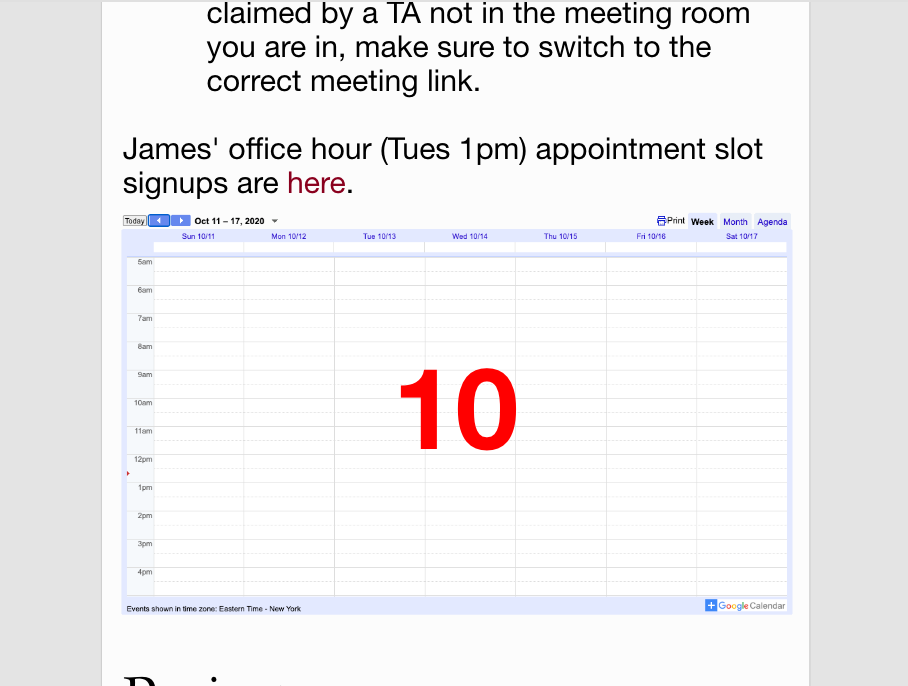 claimed by a TA not in the meeting room
you are in, make sure to switch to the
correct meeting link.
James' office hour (Tues 1pm) appointment slot
signups are here.
Today Oct 11 – 17, 2020 Print Week Month Agenda
Sun 10/11 Mon 10/12 Tue 10/13 Wed 10/14 Thu 10/15 Fri 10/16 Sat 10/17
5am
6am
7am
8am
9am
10
10am
11am
12pm
1pm
2pm
3pm
4pm
Events shown in time zone: Eastern Time - New York
Google Calendar